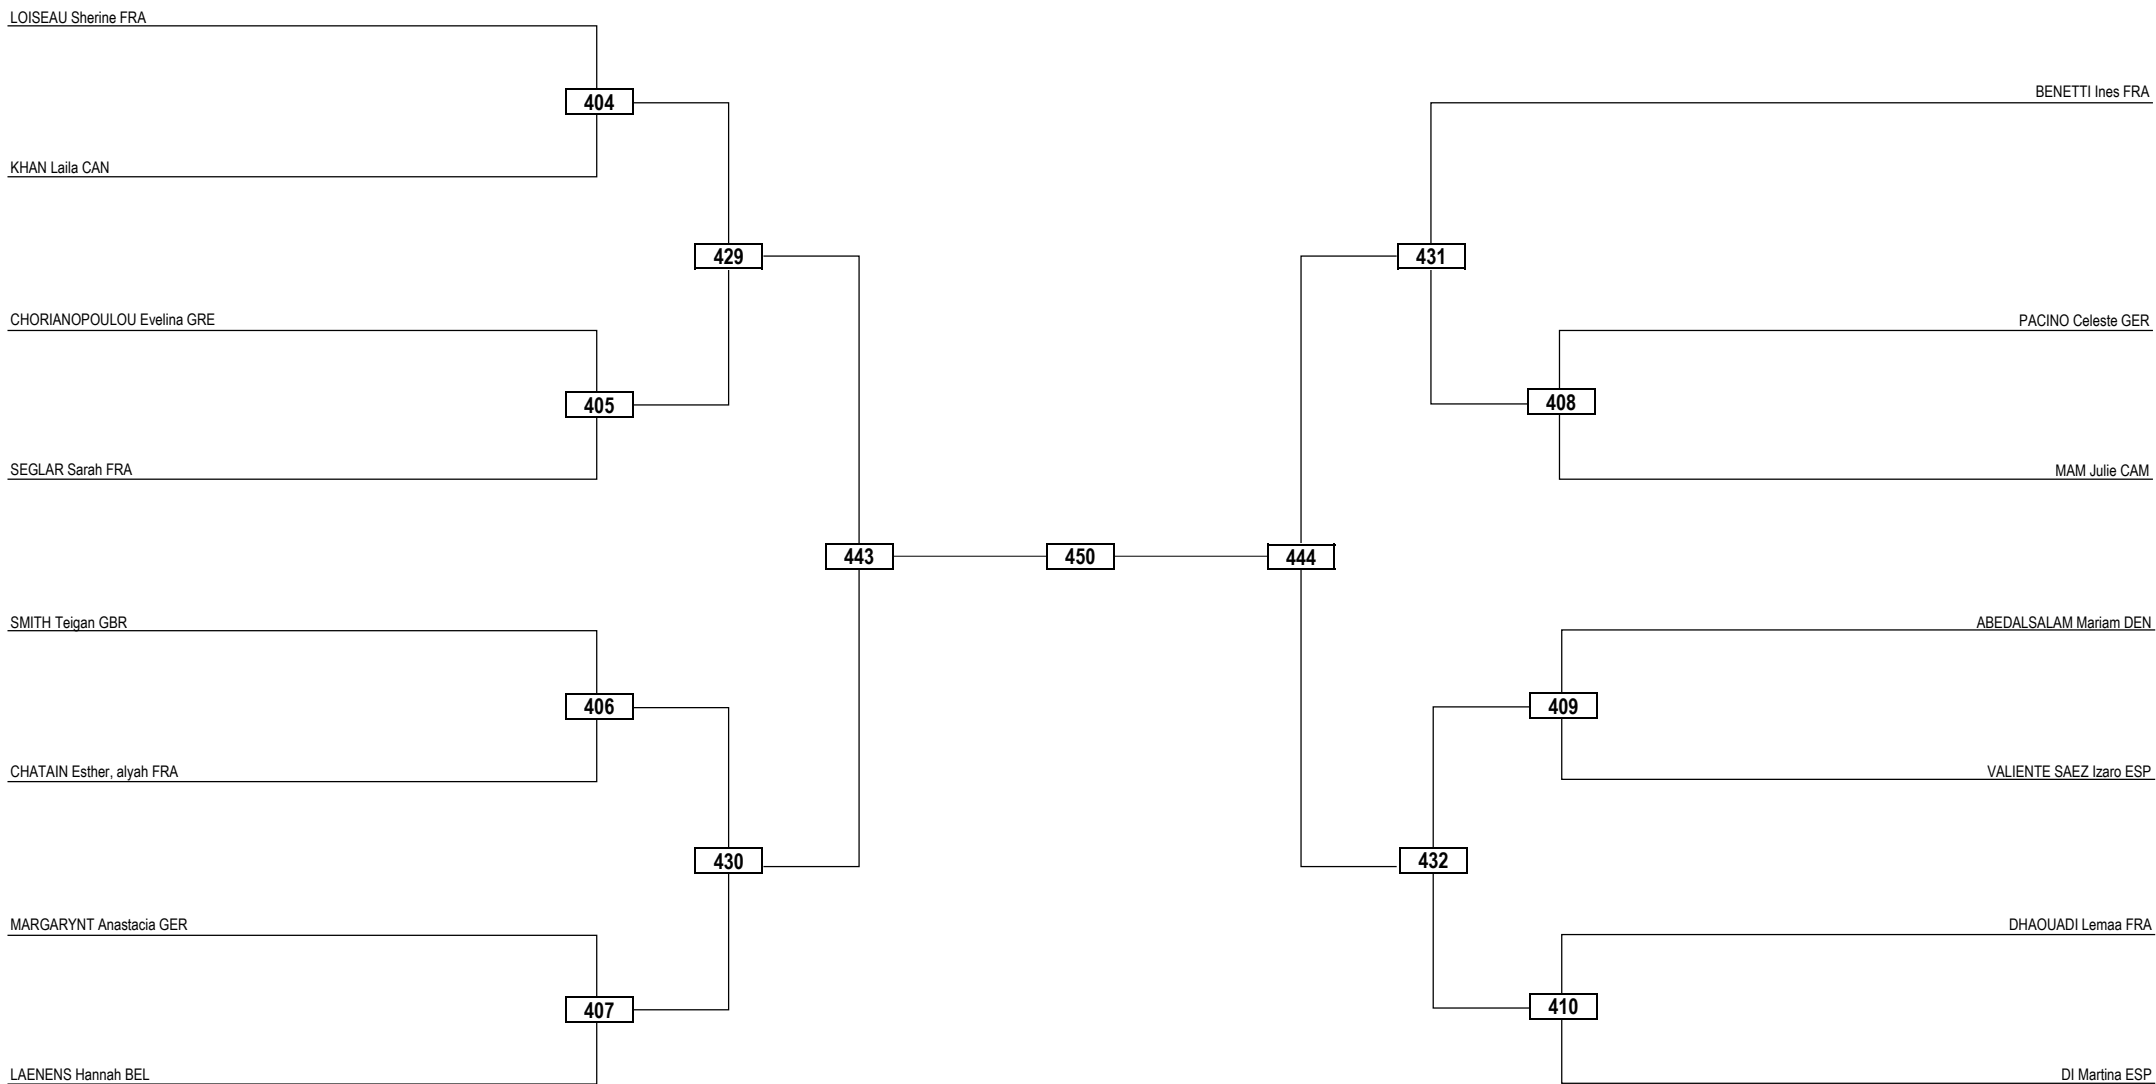 LOISEAU Sherine FRA
404
KHAN Laila CAN
429
CHORIANOPOULOU Evelina GRE
405
SEGLAR Sarah FRA
443
SMITH Teigan GBR
406
CHATAIN Esther, alyah FRA
430
MARGARYNT Anastacia GER
407
LAENENS Hannah BEL
450
BENETTI Ines FRA
431
PACINO Celeste GER
408
MAM Julie CAM
444
ABEDALSALAM Mariam DEN
409
VALIENTE SAEZ Izaro ESP
432
DHAOUADI Lemaa FRA
410
DI Martina ESP